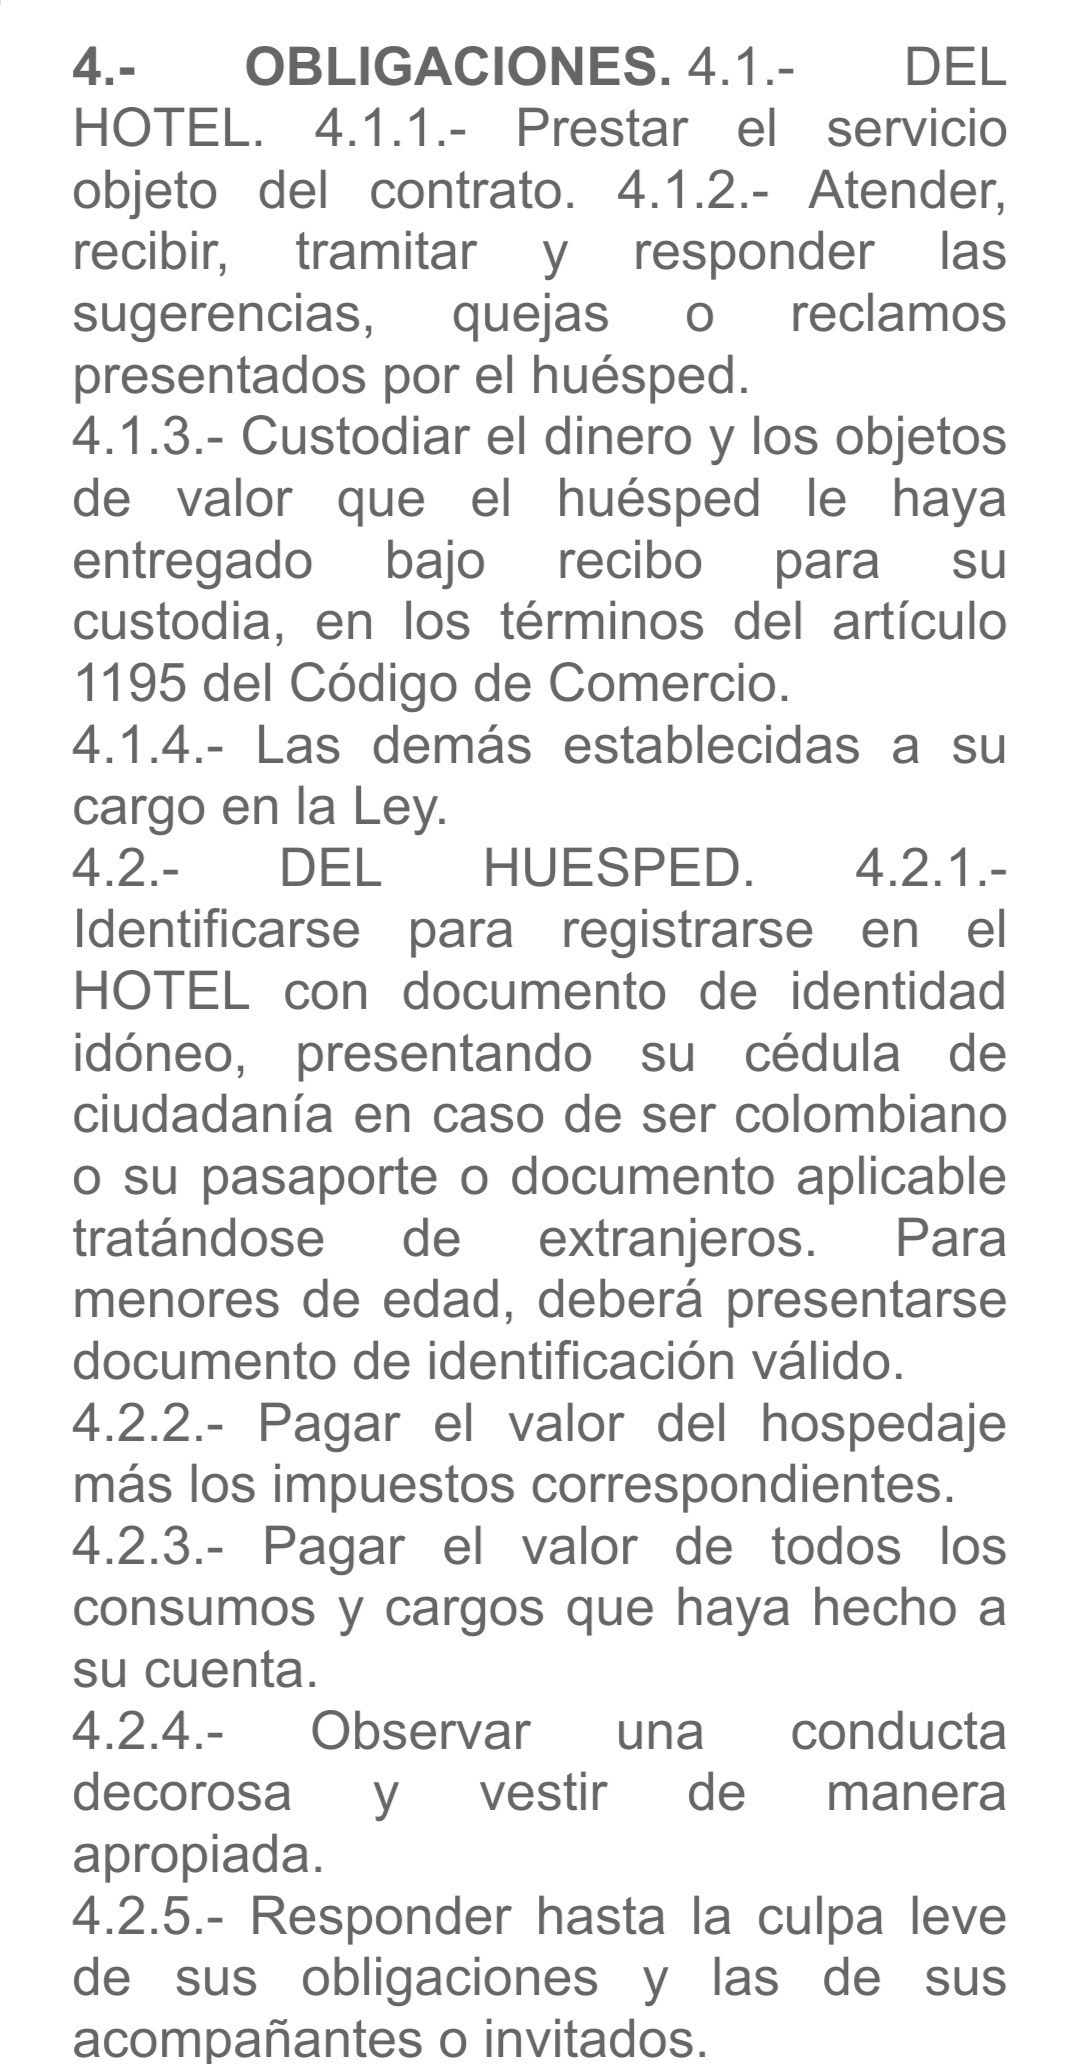 4.- OBLIGACIONES. 4.1.- DEL
HOTEL. 4.1.1.- Prestar el servicio
objeto del contrato. 4.1.2.- Atender,
recibir, tramitar y responder las
sugerencias, quejas o reclamos
presentados por el huésped.
4.1.3.- Custodiar el dinero y los objetos
de valor que el huésped le haya
entregado bajo recibo para su
custodia, en los términos del artículo
1195 del Código de Comercio.
4.1.4.- Las demás establecidas a su
cargo en la Ley.
4.2.- DEL HUESPED. 4.2.1.-
Identificarse para registrarse en el
HOTEL con documento de identidad
idóneo, presentando su cédula de
ciudadanía en caso de ser colombiano
o su pasaporte o documento aplicable
tratándose de extranjeros. Para
menores de edad, deberá presentarse
documento de identificación válido.
4.2.2.- Pagar el valor del hospedaje
más los impuestos correspondientes.
4.2.3.- Pagar el valor de todos los
consumos y cargos que haya hecho a
su cuenta.
4.2.4.- Observar una conducta
decorosa y vestir de manera
apropiada.
4.2.5.- Responder hasta la culpa leve
de sus obligaciones y las de sus
acompañantes o invitados.